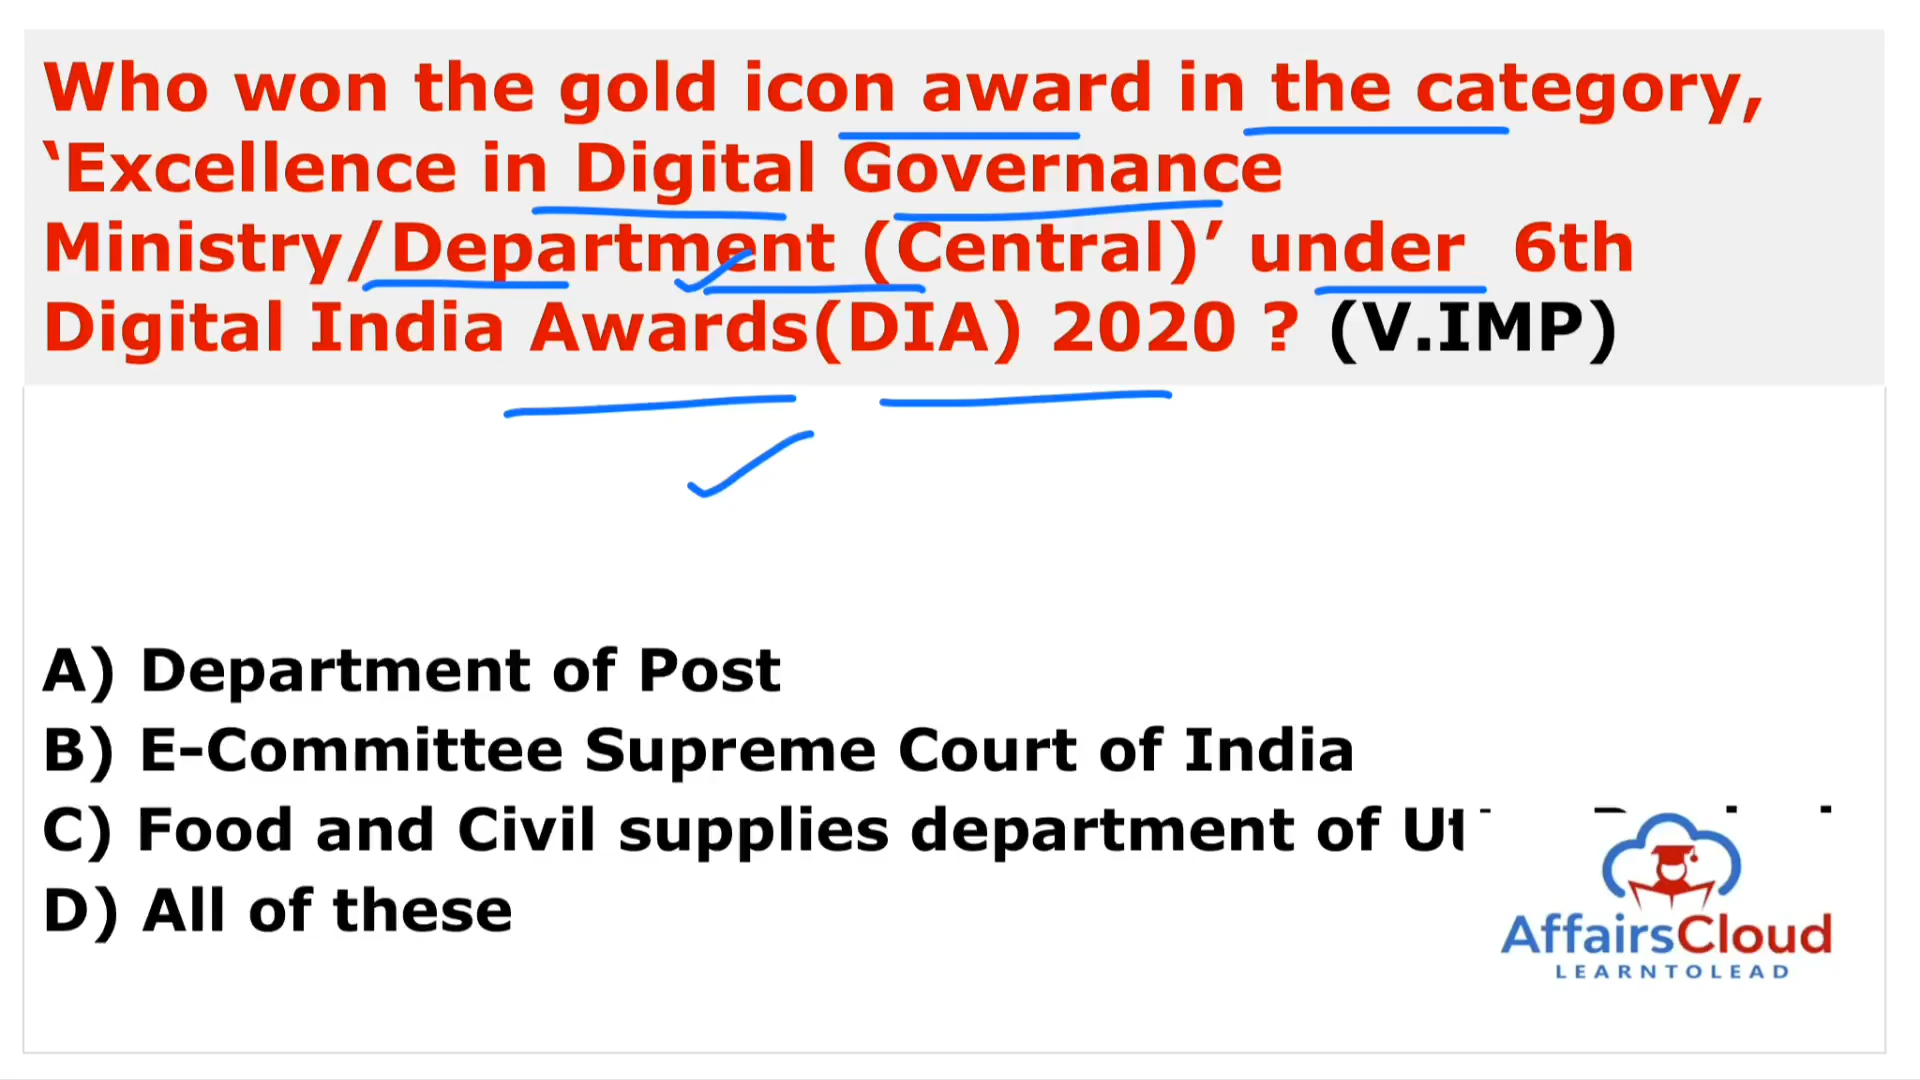 Who won the gold icon award in the category,
‘Excellence in Digital Governance
Ministry/Department (Central)’ under 6th
Digital India Awards(DIA) 2020 ? (V.IMP)
A) Department of Post
B) E-Committee Supreme Court of India
C) Food and Civil supplies department of
D) All of these
AffairsCloud
LEARNTOLEAD